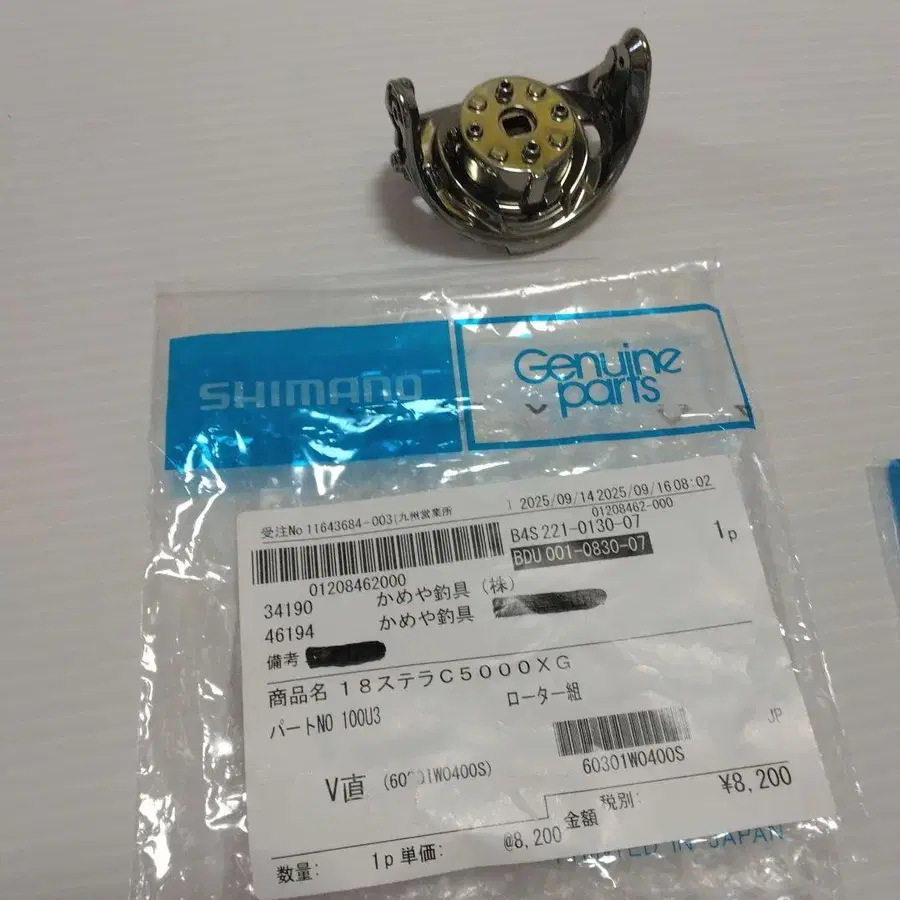 SHIMANO
Genuine
parts
受注No 11643684-003(九州営業所
2025/09/14 2025/09/16 08:02
01208462-000
B4S 221-0130-07
BDU 001-0830-07
1p
01208462000
34190 かめや釣具（株）
46194 かめや釣具
備考
商品名 １８ステラＣ５０００ＸＧ
パートNO 100U3 ローター組
JP
60301W0400S
V直
税別: ¥8,200
金額
数量: 1p 単価: @8,200
IN JAPAN